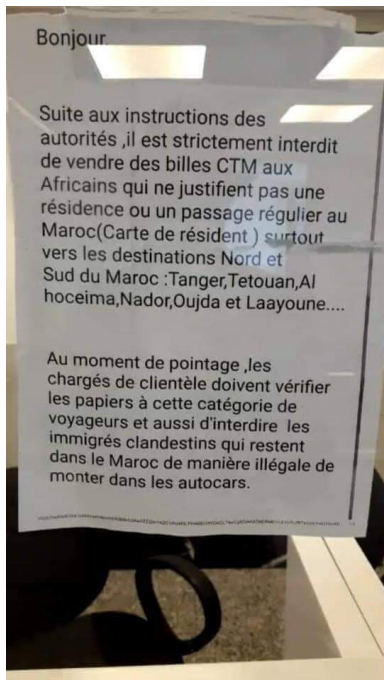 Bonjour
Suite aux instructions des
autorités ,il est strictement interdit
de vendre des billes CTM aux
Africains qui ne justifient pas une
résidence ou un passage régulier au
Maroc(Carte de résident ) surtout
vers les destinations Nord et
Sud du Maroc :Tanger,Tetouan,Al
hoceima,Nador,Oujda et Laayoune....
Au moment de pointage ,les
chargés de clientèle doivent vérifier
les papiers à cette catégorie de
voyageurs et aussi d'interdire les
immigrés clandestins qui restent
dans le Maroc de manière illégale de
monter dans les autocars.